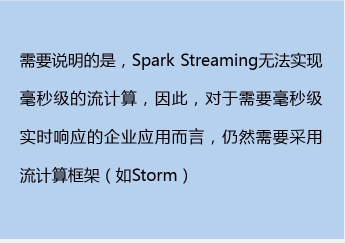 需要说明的是，Spark Streaming无法实现
毫秒级的流计算，因此，对于需要毫秒级
实时响应的企业应用而言，仍然需要采用
流计算框架（如Storm）